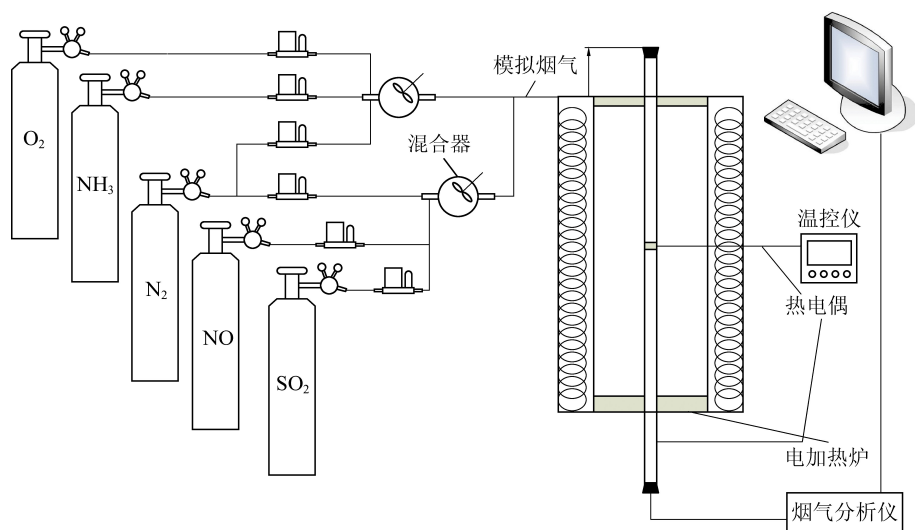 O₂
NH₃
N₂
NO
SO₂
模拟烟气
混合器
温控仪
热电偶
电加热炉
烟气分析仪